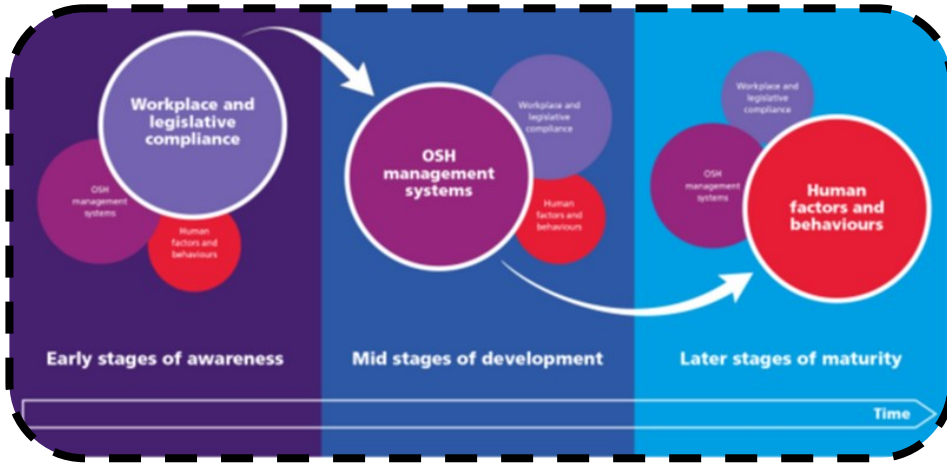 Workplace and
legislative
compliance
OSH
management
systems
Human
factors and
behaviours
Early stages of awareness
OSH
management
systems
Workplace and
legislative
compliance
Human
factors and
behaviours
Mid stages of development
Workplace and
legislative
compliance
OSH
management
systems
Human
factors and
behaviours
Later stages of maturity
Time